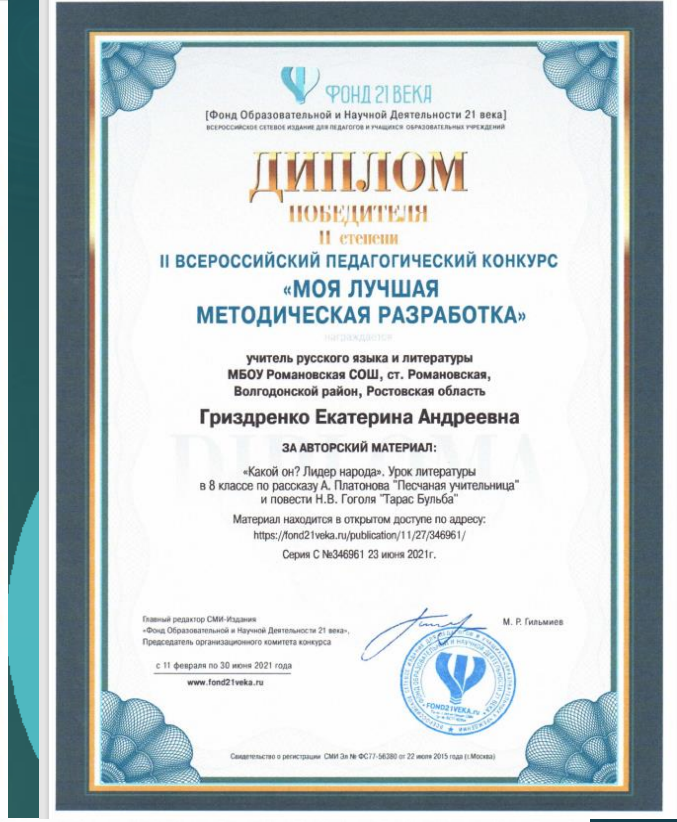 ФОНД 21 ВЕКА
[Фонд Образовательной и Научной Деятельности 21 века]
ВСЕРОССИЙСКОЕ СЕТЕВОЕ ИЗДАНИЕ ДЛЯ ПЕДАГОГОВ И УЧАЩИХСЯ ОБРАЗОВАТЕЛЬНЫХ УЧРЕЖДЕНИЙ
ДИПЛОМ
ПОБЕДИТЕЛЯ
II степени
II ВСЕРОССИЙСКИЙ ПЕДАГОГИЧЕСКИЙ КОНКУРС
«МОЯ ЛУЧШАЯ
МЕТОДИЧЕСКАЯ РАЗРАБОТКА»
награждается
учитель русского языка и литературы
МБОУ Романовская СОШ, ст. Романовская,
Волгодонской район, Ростовская область
Гриздренко Екатерина Андреевна
ЗА АВТОРСКИЙ МАТЕРИАЛ:
«Какой он? Лидер народа». Урок литературы
в 8 классе по рассказу А. Платонова "Песчаная учительница"
и повести Н.В. Гоголя "Тарас Бульба"
Материал находится в открытом доступе по адресу:
https://fond21veka.ru/publication/11/27/346961/
Серия С №346961 23 июня 2021г.
Главный редактор СМИ-Издания
«Фонд Образовательной и Научной Деятельности 21 века»,
Председатель организационного комитета конкурса
М. Р. Гильмиев
с 11 февраля по 30 июня 2021 года
www.fond21veka.ru
FOND21VEKA.RU
Свидетельство о регистрации СМИ Эл № ФС77-56380 от 22 июля 2015 года (г.Москва)